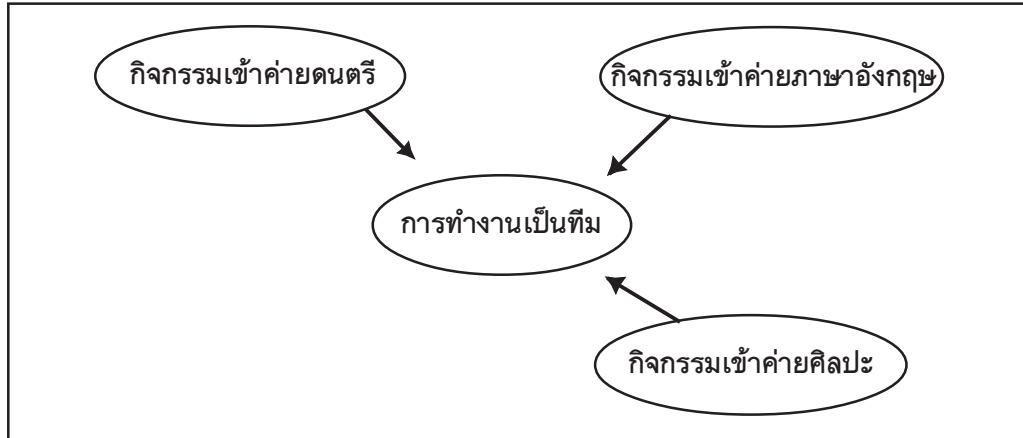 กิจกรรมเข้าค่ายดนตรี
กิจกรรมเข้าค่ายภาษาอังกฤษ
การทำงานเป็นทีม
กิจกรรมเข้าค่ายศิลปะ